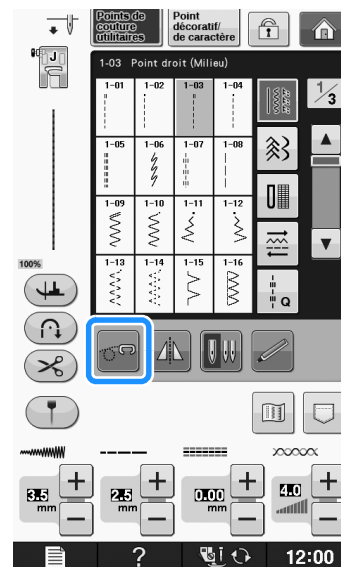 Points de
couture
utilitaires
Point
décoratif/
de caractère
J
1-03 Point droit (Milieu)
1-01 1-02 1-03 1-04
1/3
1-05 1-06 1-07 1-08
1-09 1-10 1-11 1-12
1-13 1-14 1-15 1-16
100%
Q
3.5 mm + −
2.5 mm + −
0.00 mm + −
4.0 + −
? 12:00